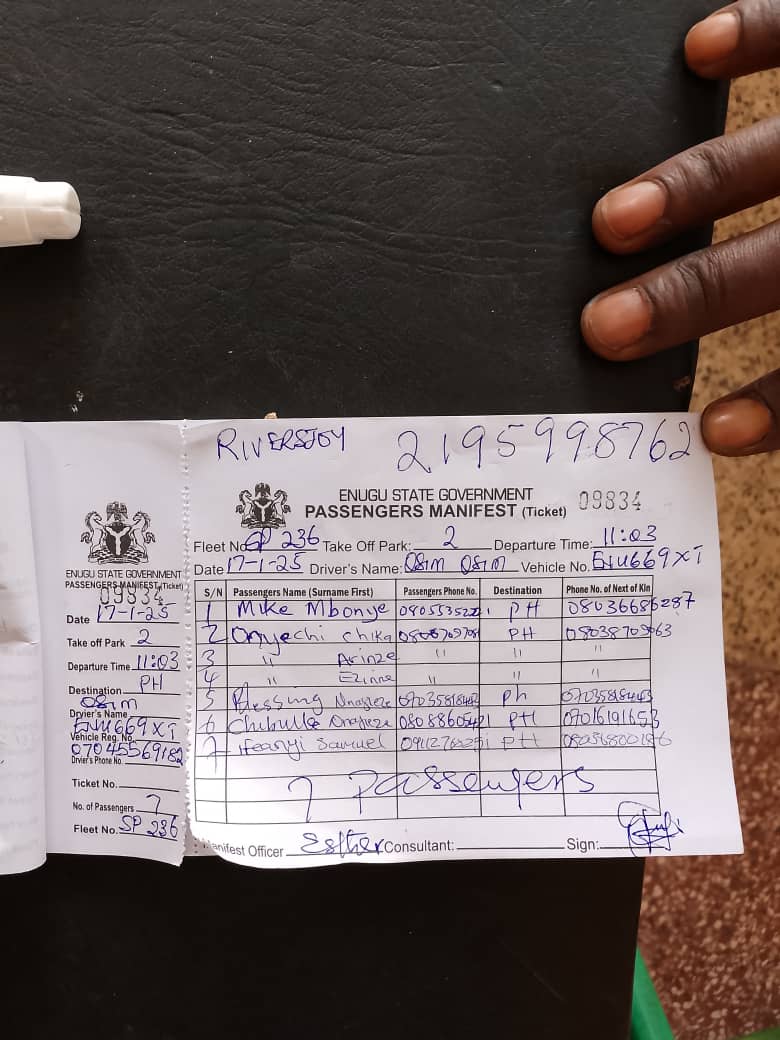 RIVERSJOY 2195998762
ENUGU STATE GOVERNMENT
PASSENGERS MANIFEST (Ticket) 09834
Fleet No. SP 236 Take Off Park: 2 Departure Time: 11:03
Date 17-1-25 Driver's Name: Osim Osim Vehicle No. ENU669XT
S/N Passengers Name (Surname First) Passengers Phone No. Destination Phone No. of Next of Kin
1 Mike Mbonye PH 08036686287
2 Onyechi Chika PH
3 " Arinze " " "
4 " Ezinne " " "
5 Blessing ph
6 PH
7 Ifeanyi Samuel PH
7 Passengers
Manifest Officer Esther Consultant: Sign:
ENUGU STATE GOVERNMENT
PASSENGERS MANIFEST (Ticket)
09834
Date 17-1-25
Take off Park 2
Departure Time 11:03
Destination PH
Osim
Drvier's Name
ENU669XT
Vehicle Reg. No.
07045569182
Drvier's Phone No.
Ticket No.
No. of Passengers 7
Fleet No. SP 236